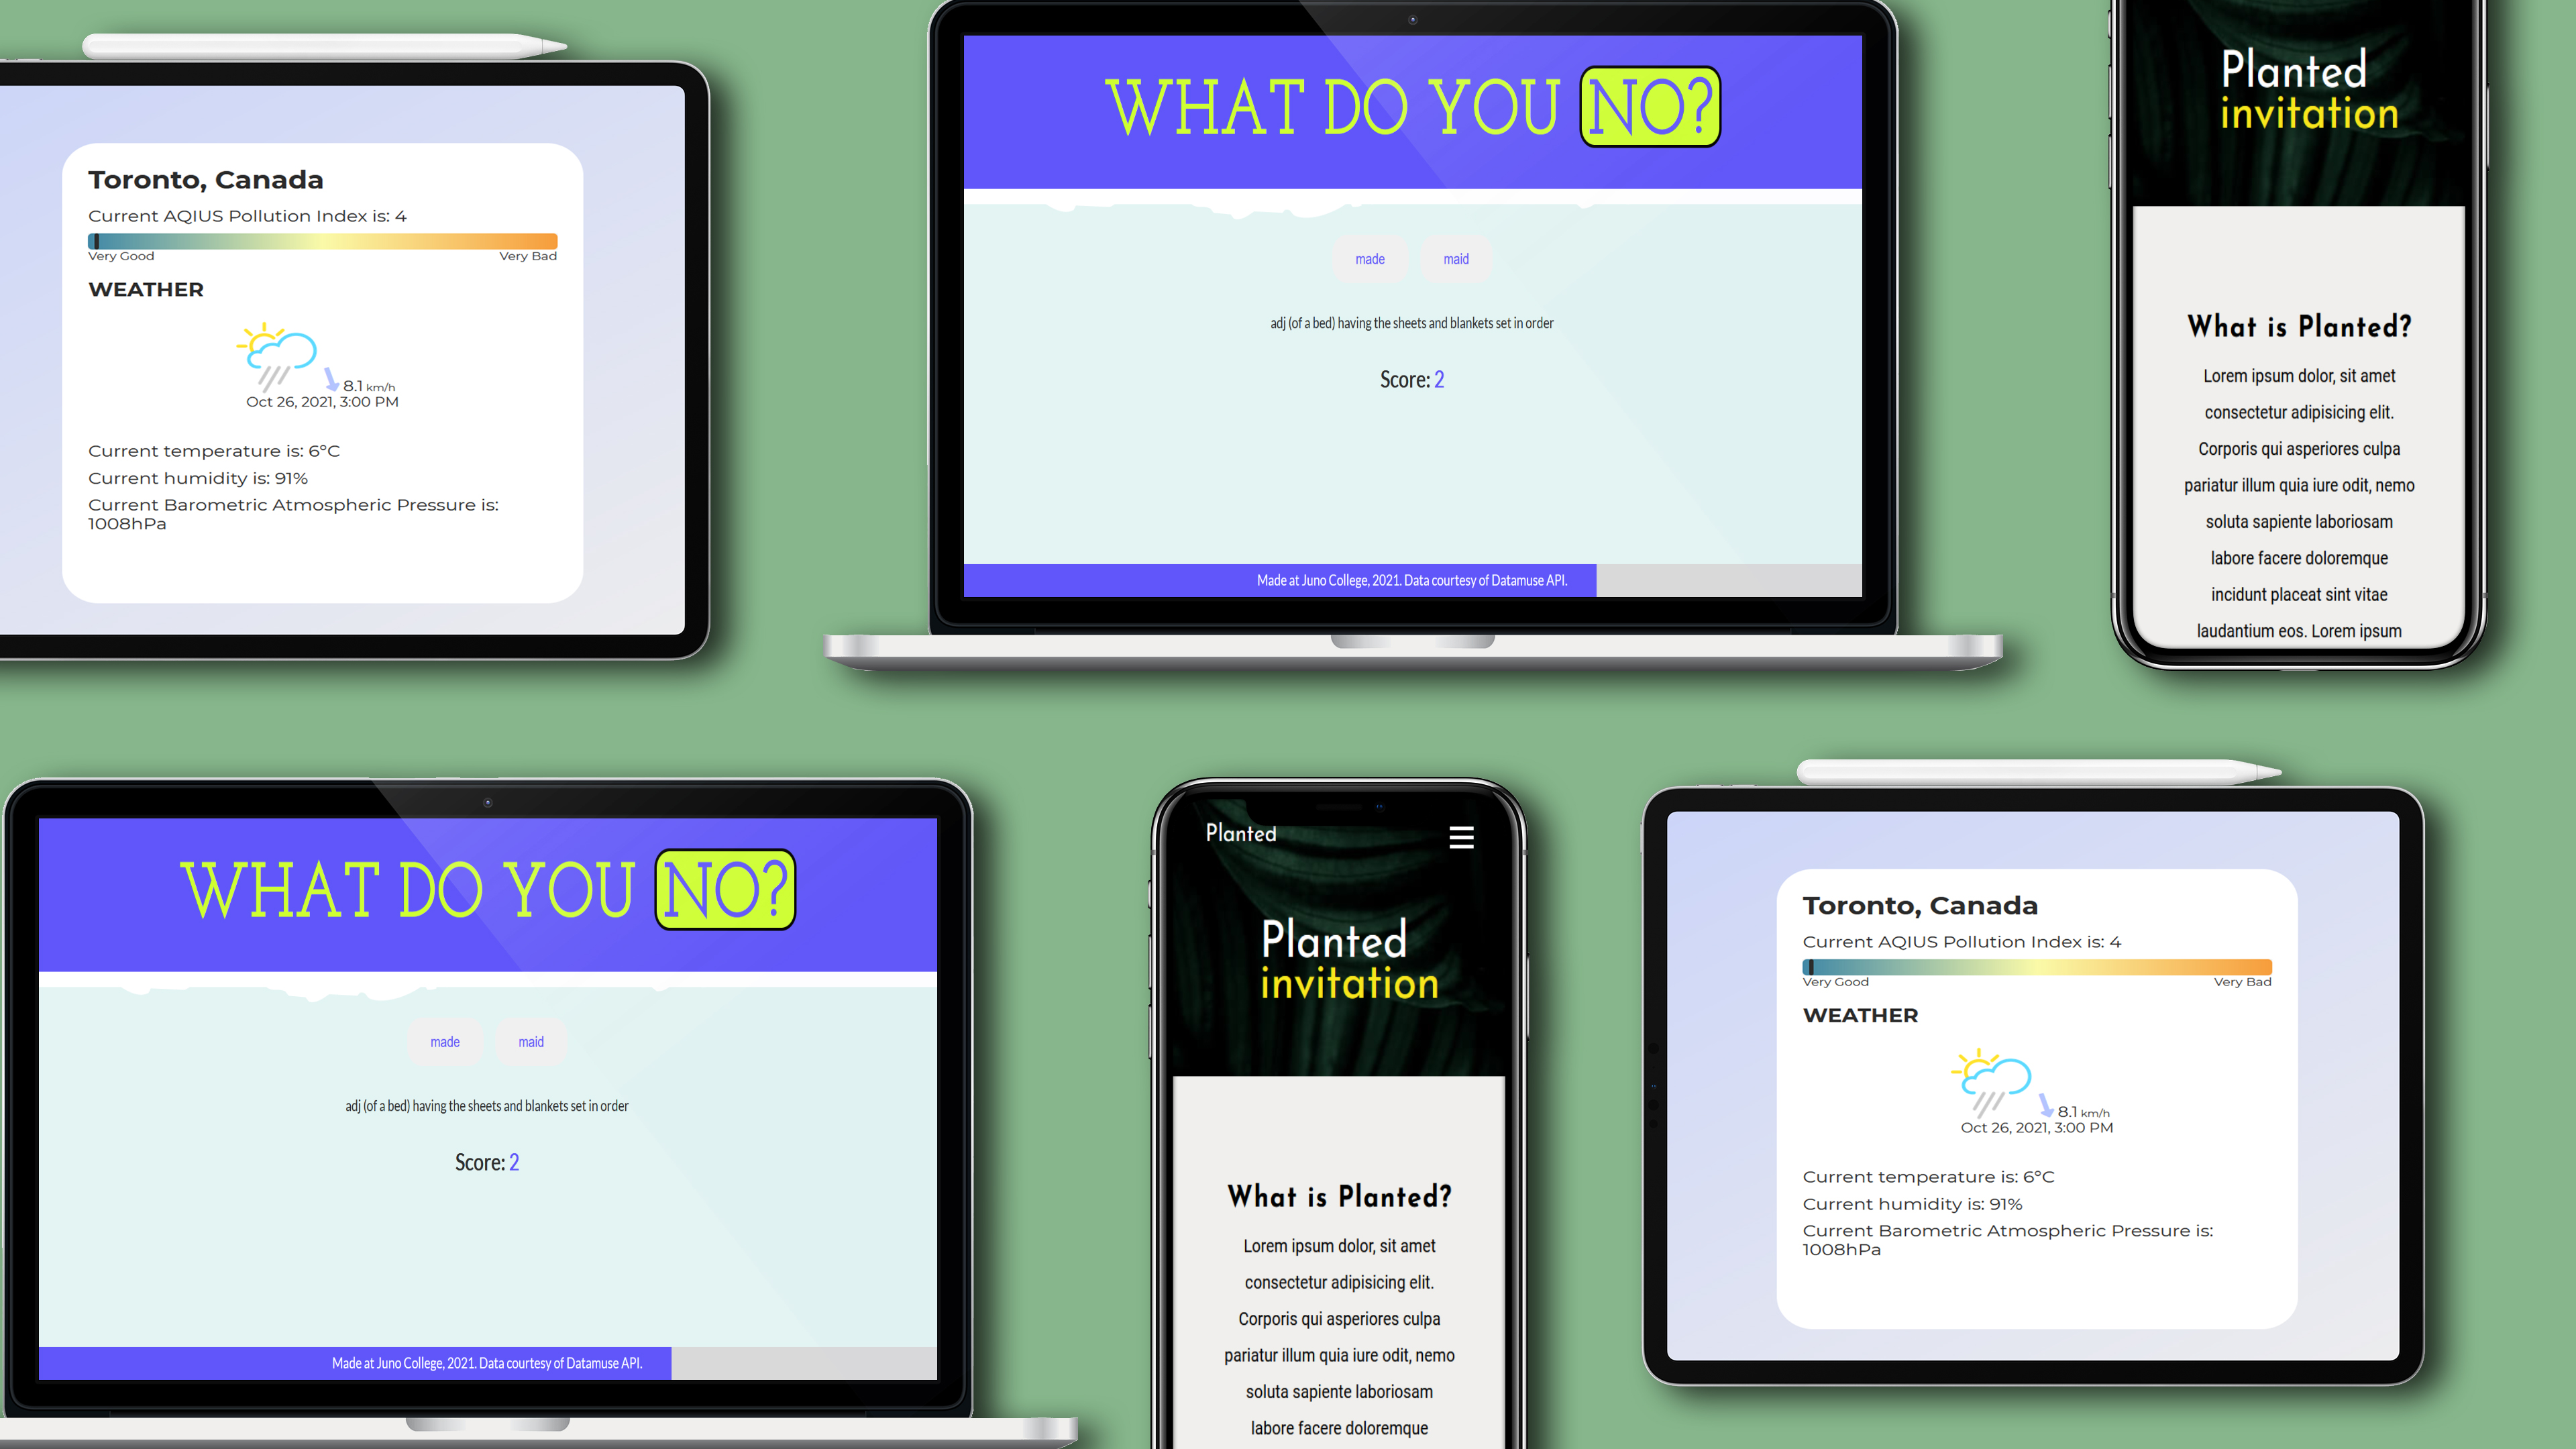 Toronto, Canada
Current AQIUS Pollution Index is: 4
Very Good
Very Bad
WEATHER
8.1 km/h
Oct 26, 2021, 3:00 PM
Current temperature is: 6°C
Current humidity is: 91%
Current Barometric Atmospheric Pressure is:
1008hPa
WHAT DO YOU NO?
made
maid
adj (of a bed) having the sheets and blankets set in order
Score: 2
Made at Juno College, 2021. Data courtesy of Datamuse API.
Planted
invitation
What is Planted?
Lorem ipsum dolor, sit amet
consectetur adipisicing elit.
Corporis qui asperiores culpa
pariatur illum quia iure odit, nemo
soluta sapiente laboriosam
labore facere doloremque
incidunt placeat sint vitae
laudantium eos. Lorem ipsum
WHAT DO YOU NO?
made
maid
adj (of a bed) having the sheets and blankets set in order
Score: 2
Made at Juno College, 2021. Data courtesy of Datamuse API.
Planted
Planted
invitation
What is Planted?
Lorem ipsum dolor, sit amet
consectetur adipisicing elit.
Corporis qui asperiores culpa
pariatur illum quia iure odit, nemo
soluta sapiente laboriosam
labore facere doloremque
Toronto, Canada
Current AQIUS Pollution Index is: 4
Very Good
Very Bad
WEATHER
8.1 km/h
Oct 26, 2021, 3:00 PM
Current temperature is: 6°C
Current humidity is: 91%
Current Barometric Atmospheric Pressure is:
1008hPa